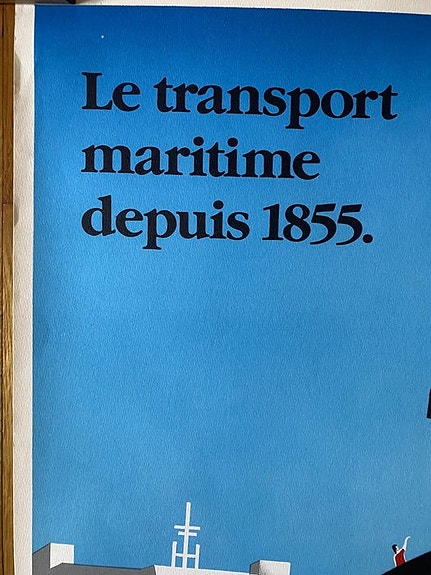 Le transport
maritime
depuis 1855.